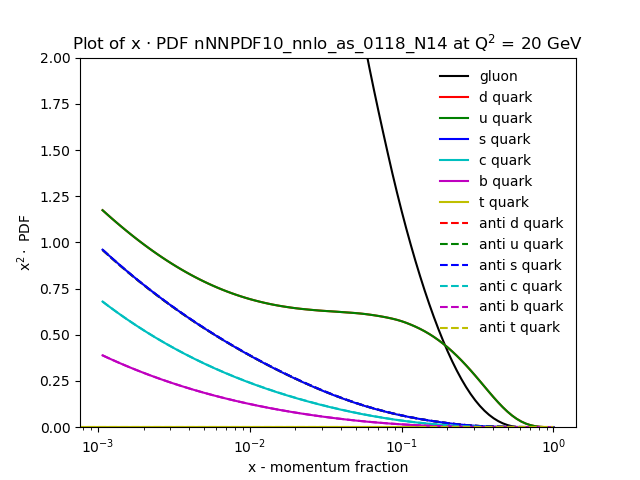 Plot of x · PDF nNNPDF10_nnlo_as_0118_N14 at Q² = 20 GeV
2.00
1.75
1.50
1.25
1.00
0.75
0.50
0.25
0.00
x² · PDF
gluon
d quark
u quark
s quark
c quark
b quark
t quark
anti d quark
anti u quark
anti s quark
anti c quark
anti b quark
anti t quark
10⁻³ 10⁻² 10⁻¹ 10⁰
x - momentum fraction